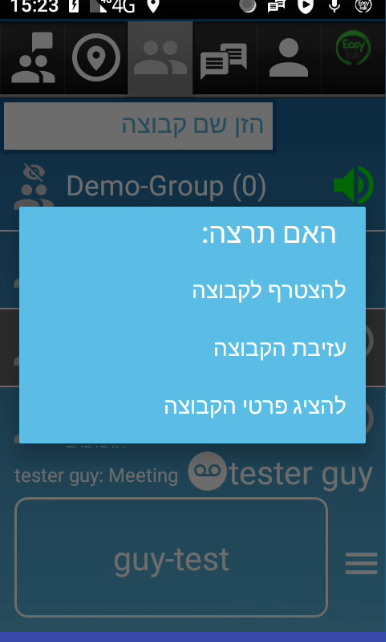 15:23 4G
Easy
הזן שם קבוצה
Demo-Group (0)
האם תרצה:
להצטרף לקבוצה
עזיבת הקבוצה
להציג פרטי הקבוצה
tester guy: Meeting tester guy
guy-test